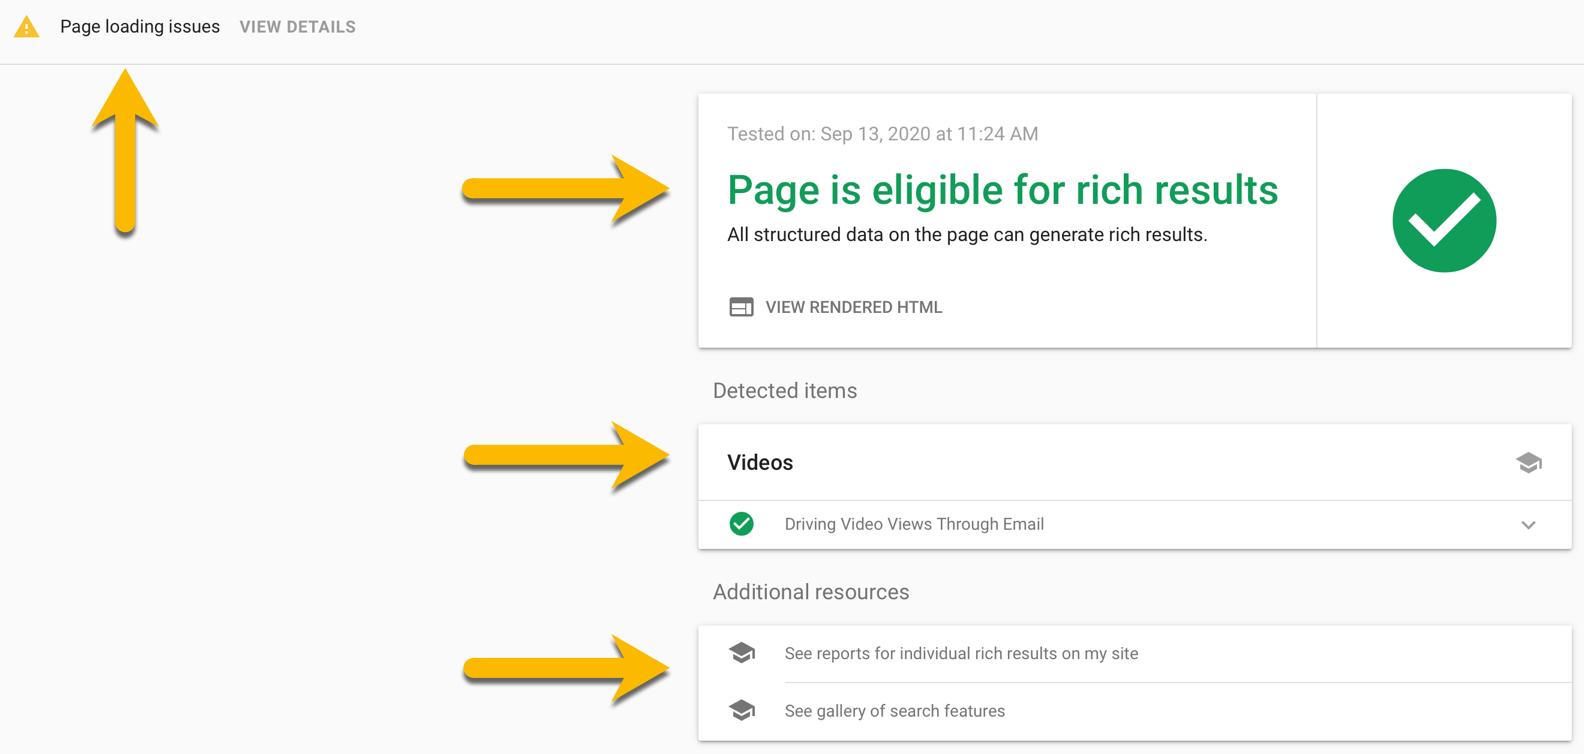 Page loading issues VIEW DETAILS
Tested on: Sep 13, 2020 at 11:24 AM
Page is eligible for rich results
All structured data on the page can generate rich results.
VIEW RENDERED HTML
Detected items
Videos
Driving Video Views Through Email
Additional resources
See reports for individual rich results on my site
See gallery of search features